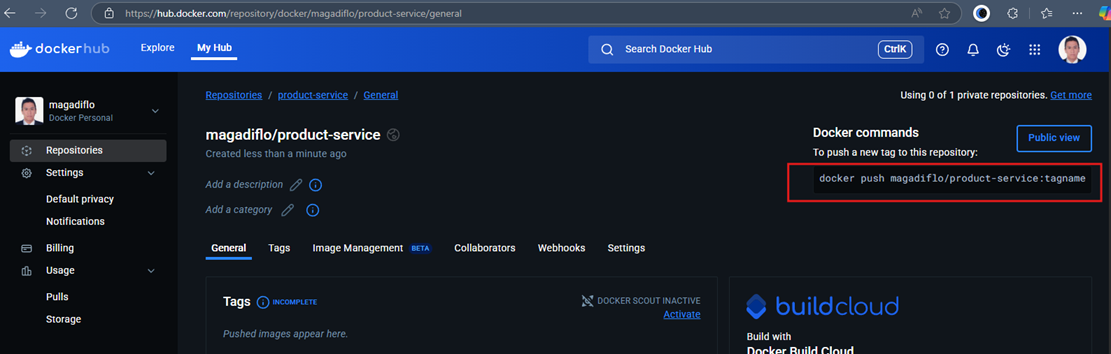 https://hub.docker.com/repository/docker/magadiflo/product-service/general
dockerhub
Explore
My Hub
Search Docker Hub
CtrlK
magadiflo
Docker Personal
Repositories
Settings
Default privacy
Notifications
Billing
Usage
Pulls
Storage
Repositories / product-service / General
Using 0 of 1 private repositories. Get more
magadiflo/product-service
Created less than a minute ago
Add a description
Add a category
Docker commands
Public view
To push a new tag to this repository:
docker push magadiflo/product-service:tagname
General
Tags
Image Management BETA
Collaborators
Webhooks
Settings
Tags
INCOMPLETE
DOCKER SCOUT INACTIVE
Activate
Pushed images appear here.
buildcloud
Build with
Docker Build Cloud